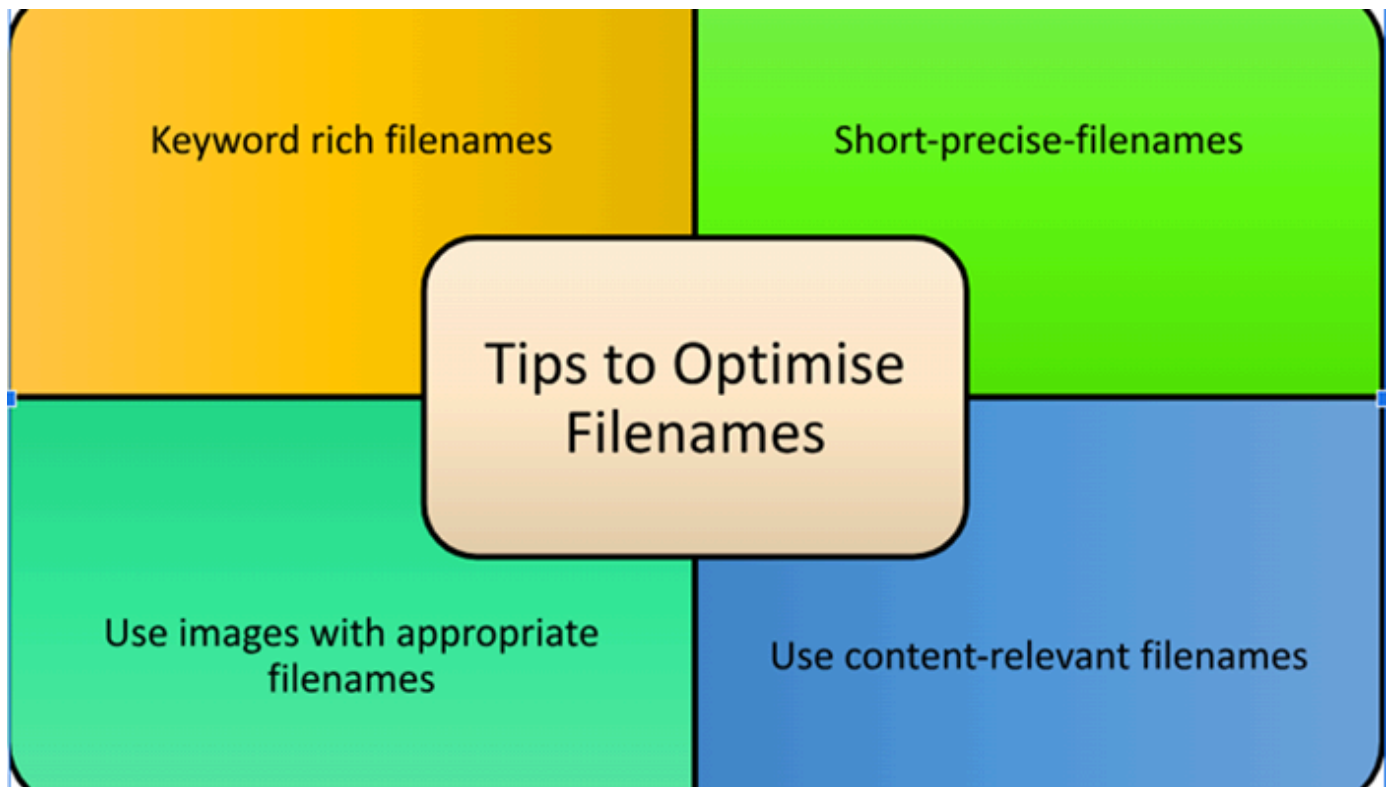 Keyword rich filenames
Short-precise-filenames
Tips to Optimise
Filenames
Use images with appropriate
filenames
Use content-relevant filenames